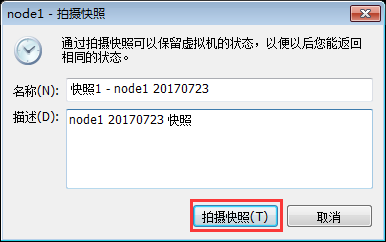 node1 - 拍摄快照
通过拍摄快照可以保留虚拟机的状态，以便以后您能返回
相同的状态。
名称(N): 快照1 - node1 20170723
描述(D): node1 20170723 快照
拍摄快照(T) 取消